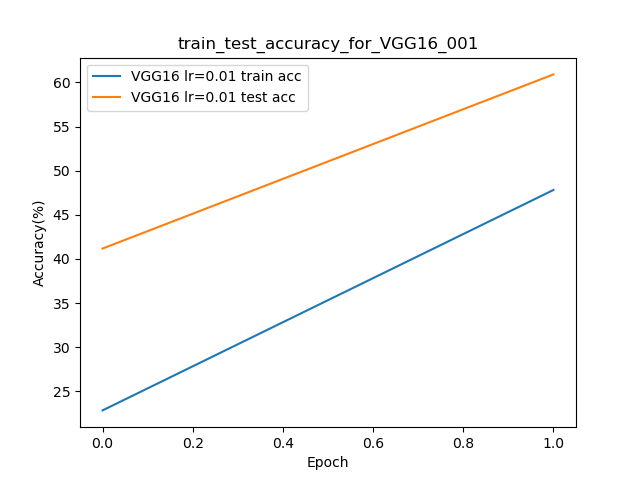 train_test_accuracy_for_VGG16_001
VGG16 lr=0.01 train acc
VGG16 lr=0.01 test acc
60
55
50
45
40
35
30
25
Accuracy(%)
0.0 0.2 0.4 0.6 0.8 1.0
Epoch